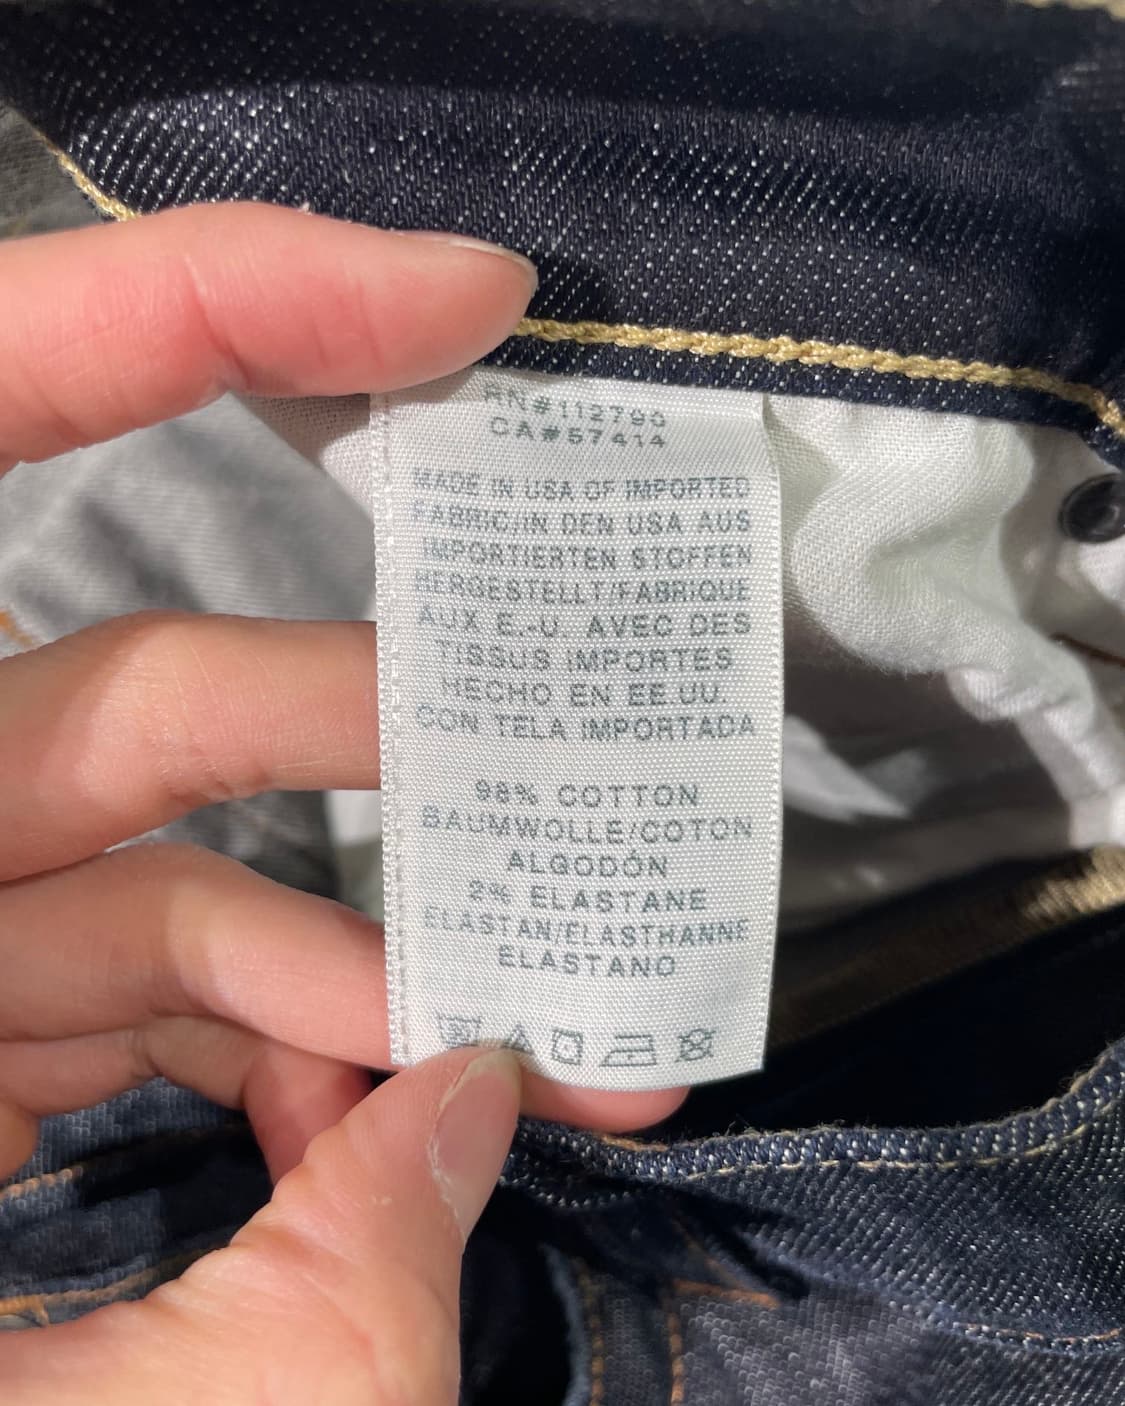 RN#112790
CA#57414
MADE IN USA OF IMPORTED
FABRIC/IN DEN USA AUS
IMPORTIERTEN STOFFEN
HERGESTELLT/FABRIQUE
AUX E.-U. AVEC DES
TISSUS IMPORTES
HECHO EN EE.UU.
CON TELA IMPORTADA
98% COTTON
BAUMWOLLE/COTON
ALGODÓN
2% ELASTANE
ELASTAN/ELASTHANNE
ELASTANO